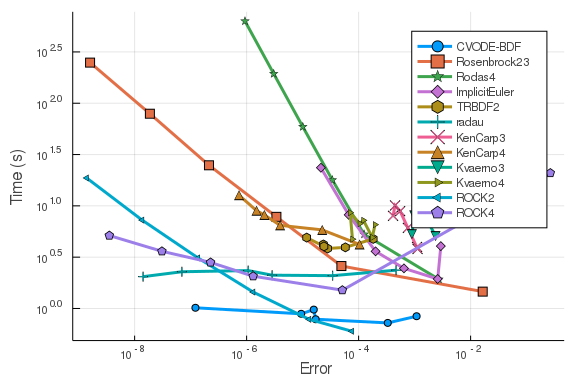 10^2.5
10^2.0
10^1.5
10^1.0
10^0.5
10^0.0
Time (s)
CVODE-BDF
Rosenbrock23
Rodas4
ImplicitEuler
TRBDF2
radau
KenCarp3
KenCarp4
Kvaerno3
Kvaerno4
ROCK2
ROCK4
10^-8 10^-6 10^-4 10^-2
Error